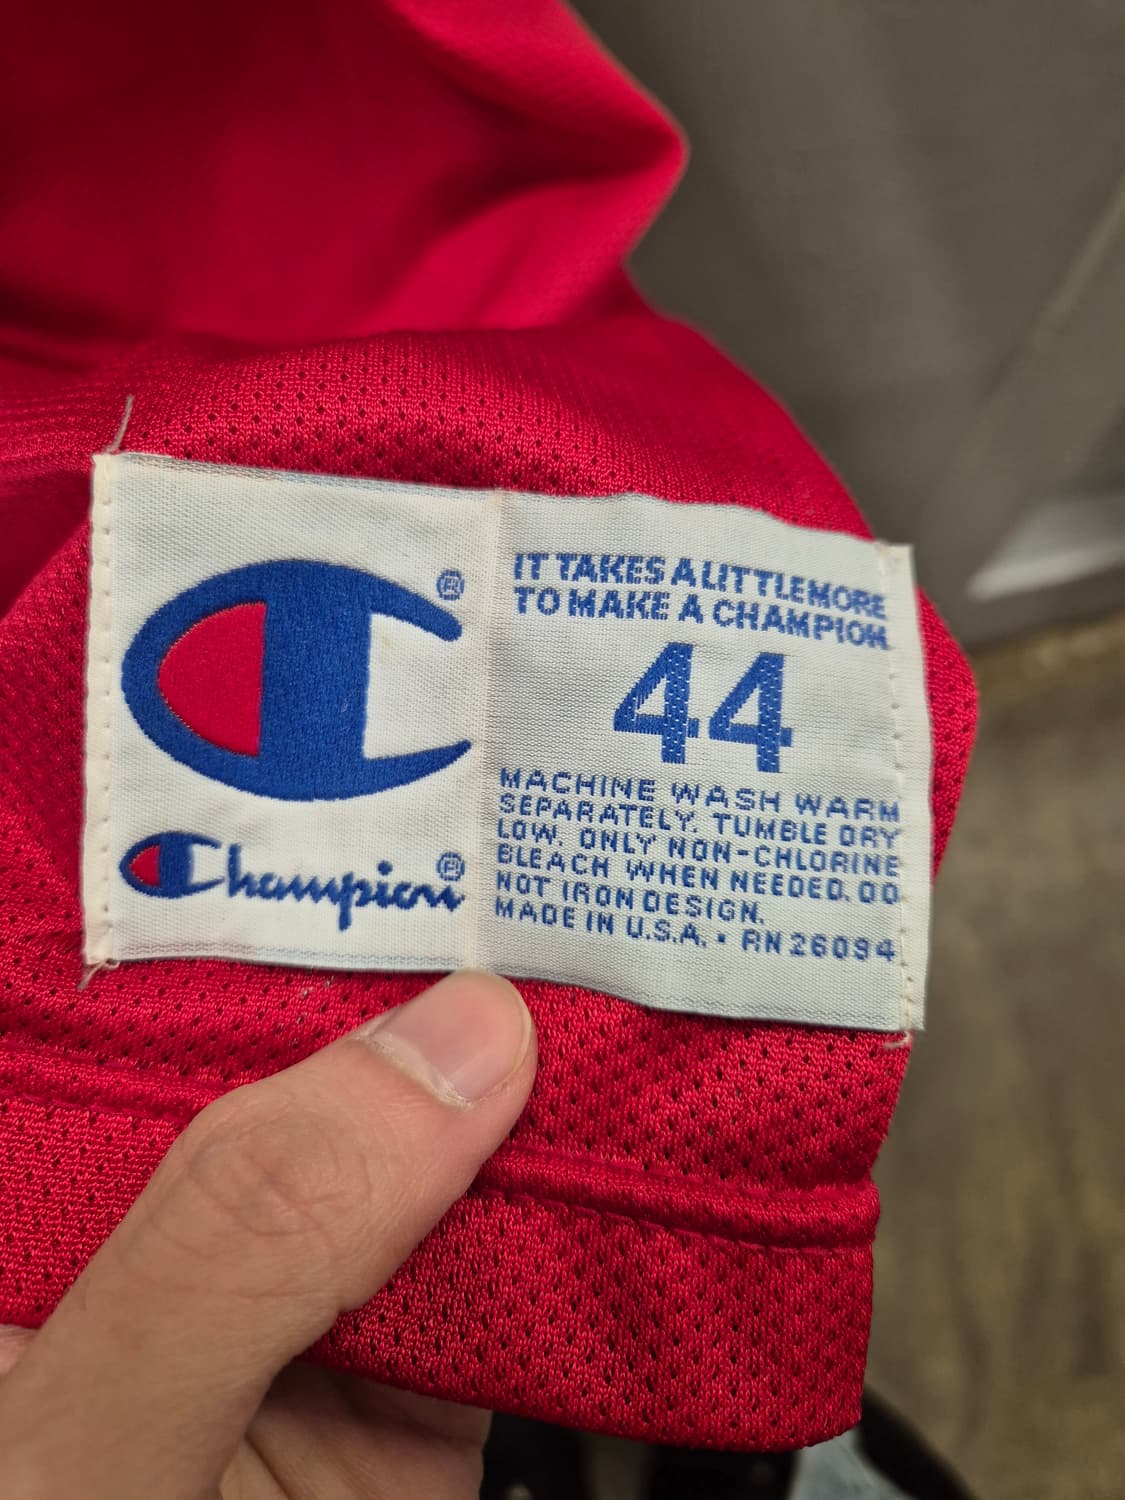 ®
Champion®
IT TAKES A LITTLE MORE
TO MAKE A CHAMPION.
44
MACHINE WASH WARM
SEPARATELY. TUMBLE DRY
LOW. ONLY NON-CHLORINE
BLEACH WHEN NEEDED. DO
NOT IRON DESIGN.
MADE IN U.S.A. • RN 26094